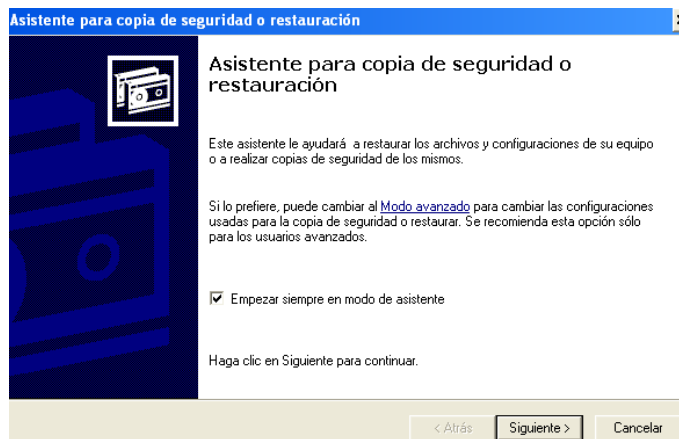 Asistente para copia de seguridad o restauración
Asistente para copia de seguridad o
restauración
Este asistente le ayudará a restaurar los archivos y configuraciones de su equipo
o a realizar copias de seguridad de los mismos.
Si lo prefiere, puede cambiar al Modo avanzado para cambiar las configuraciones
usadas para la copia de seguridad o restaurar. Se recomienda esta opción sólo
para los usuarios avanzados.
Empezar siempre en modo de asistente
Haga clic en Siguiente para continuar.
< Atrás Siguiente > Cancelar